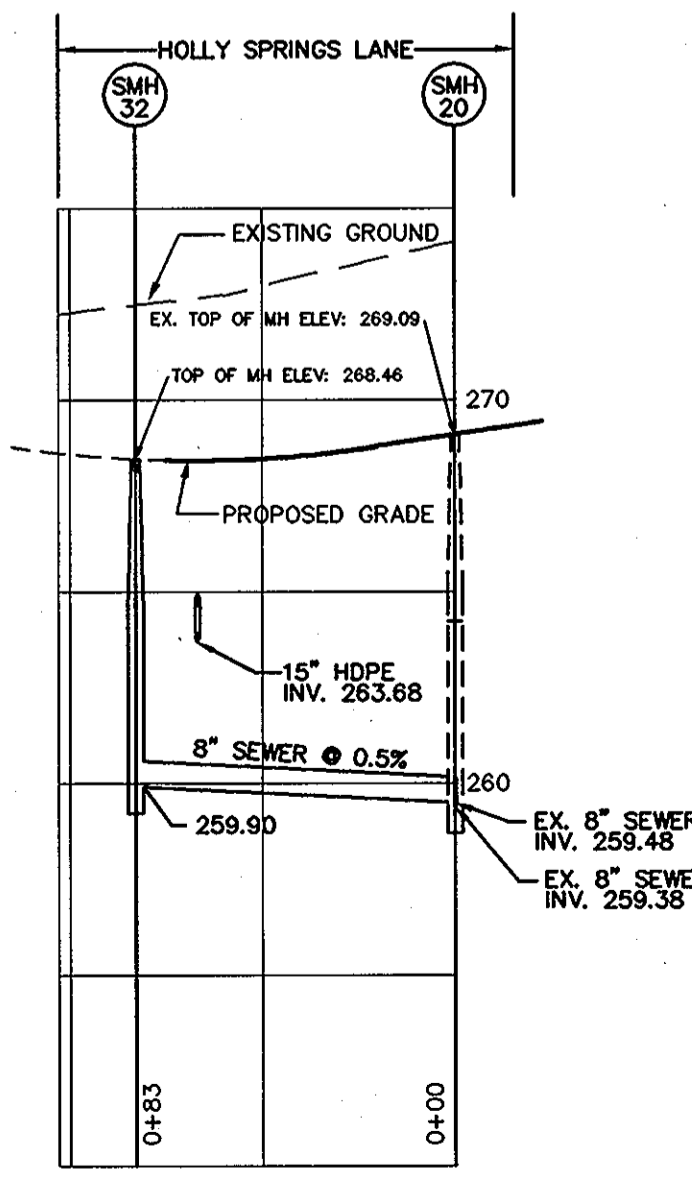 HOLLY SPRINGS LANE
SMH
32
SMH
20
EXISTING GROUND
EX. TOP OF MH ELEV: 269.09
TOP OF MH ELEV: 268.46
270
PROPOSED GRADE
15" HDPE
INV. 263.68
8" SEWER @ 0.5%
260
259.90
EX. 8" SEWER
INV. 259.48
EX. 8" SEWE
INV. 259.38
0+83
0+00